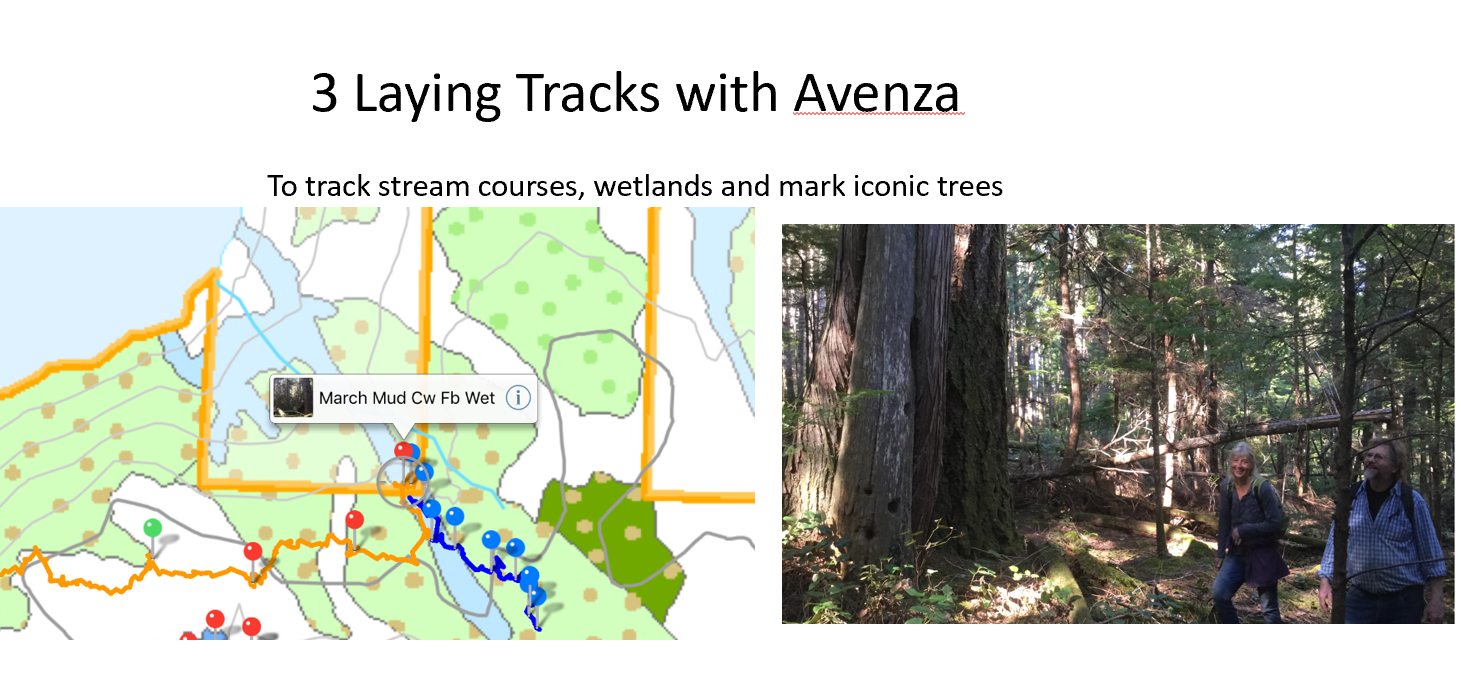 3 Laying Tracks with Avenza
To track stream courses, wetlands and mark iconic trees
March Mud Cw Fb Wet